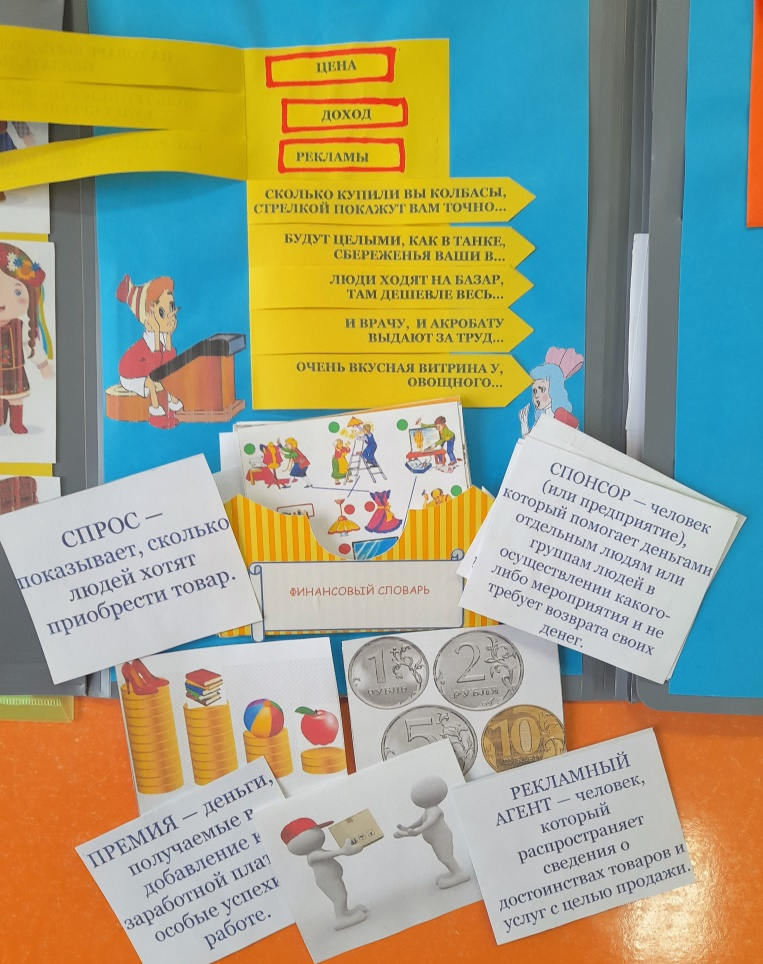 ЦЕНА
ДОХОД
РЕКЛАМЫ
СКОЛЬКО КУПИЛИ ВЫ КОЛБАСЫ,
СТРЕЛКОЙ ПОКАЖУТ ВАМ ТОЧНО...
БУДУТ ЦЕЛЫМИ, КАК В ТАНКЕ,
СБЕРЕЖЕНЬЯ ВАШИ В...
ЛЮДИ ХОДЯТ НА БАЗАР,
ТАМ ДЕШЕВЛЕ ВЕСЬ...
И ВРАЧУ, И АКРОБАТУ
ВЫДАЮТ ЗА ТРУД...
ОЧЕНЬ ВКУСНАЯ ВИТРИНА У,
ОВОЩНОГО...
СПРОС —
показывает, сколько
людей хотят
приобрести товар.
СПОНСОР — человек
(или предприятие),
который помогает деньгами
отдельным людям или
группам людей в
осуществлении какого-
либо мероприятия и не
требует возврата своих
денег.
ФИНАНСОВЫЙ СЛОВАРЬ
1
РУБЛЬ
2
РУБЛЯ
5
10
РУБЛЕЙ
ПРЕМИЯ — деньги,
получаемые
добавление
заработной
особые
работе.
РЕКЛАМНЫЙ
АГЕНТ — человек,
который
распространяет
сведения о
достоинствах товаров и
услуг с целью продажи.